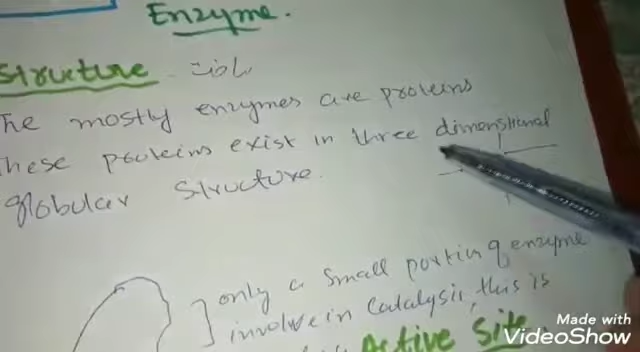 Enzyme.
Structure
The mostly enzymes are proteins
These proteins exist in three dimensional
globular structure.
only a small portion of enzyme
involve in Catalysis, this is
Active Site
Made with
VideoShow